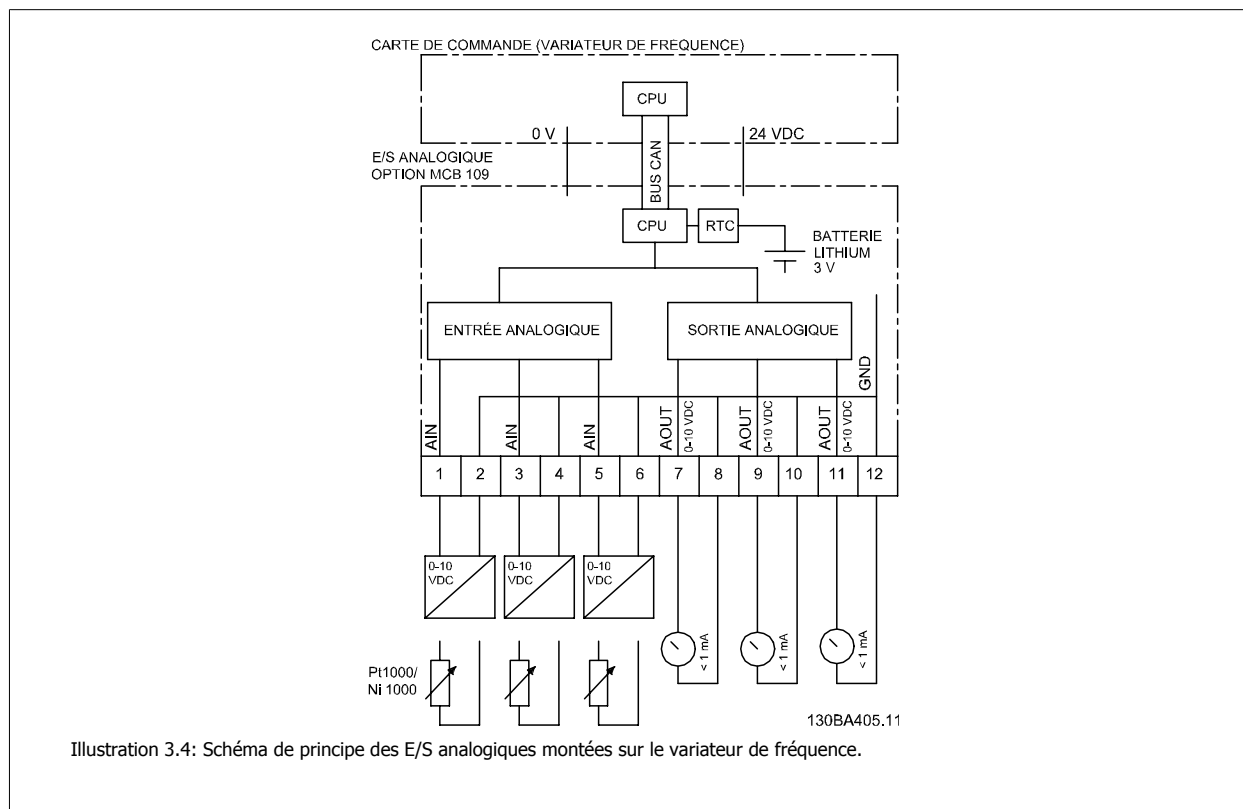 CARTE DE COMMANDE (VARIATEUR DE FREQUENCE)
CPU
0 V
24 VDC
BUS CAN
E/S ANALOGIQUE
OPTION MCB 109
CPU
RTC
BATTERIE
LITHIUM
3 V
ENTRÉE ANALOGIQUE
SORTIE ANALOGIQUE
GND
AIN
AIN
AIN
AOUT
0-10 VDC
AOUT
0-10 VDC
AOUT
0-10 VDC
1 2 3 4 5 6 7 8 9 10 11 12
0-10
VDC
0-10
VDC
0-10
VDC
< 1 mA
< 1 mA
< 1 mA
Pt1000/
Ni 1000
130BA405.11
Illustration 3.4: Schéma de principe des E/S analogiques montées sur le variateur de fréquence.